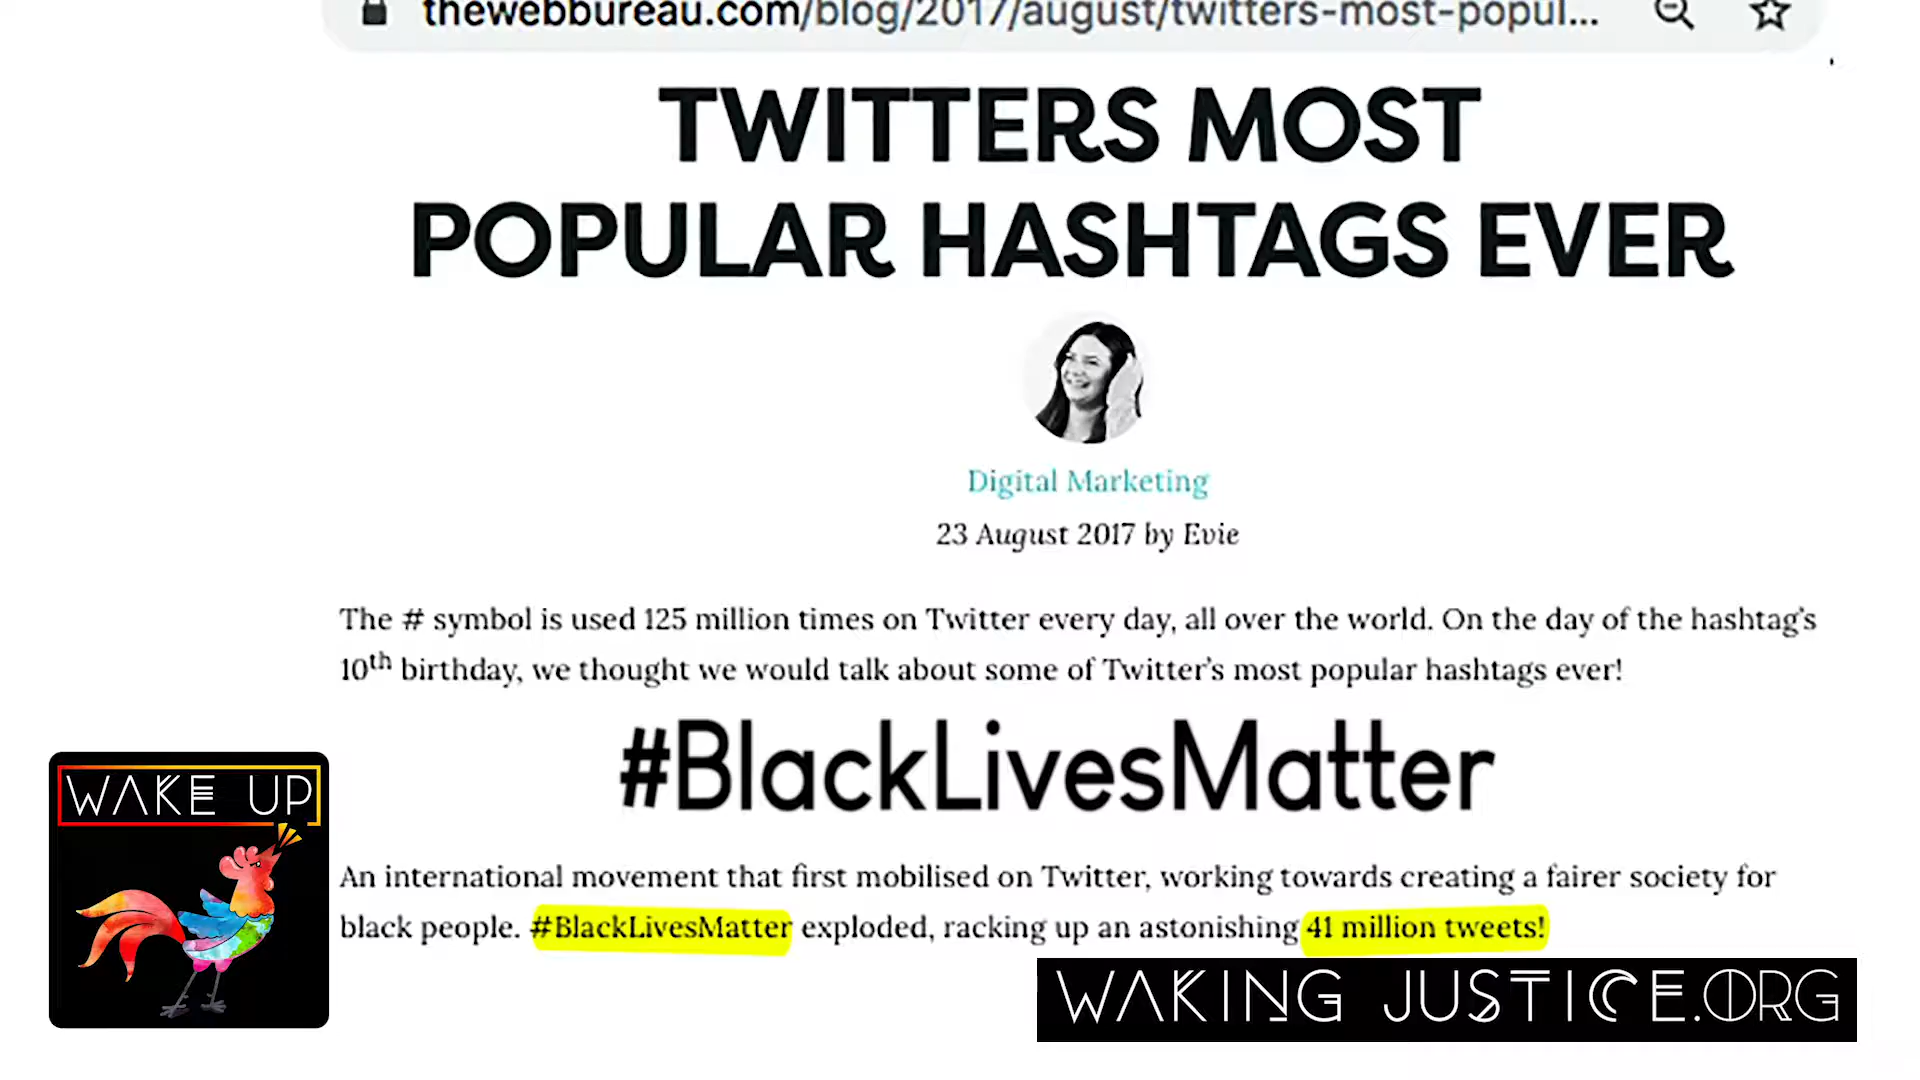 thewebbureau.com/blog/2017/august/twitters-most-popul...
TWITTERS MOST
POPULAR HASHTAGS EVER
Digital Marketing
23 August 2017 by Evie
The # symbol is used 125 million times on Twitter every day, all over the world. On the day of the hashtag's
10th birthday, we thought we would talk about some of Twitter's most popular hashtags ever!
#BlackLivesMatter
An international movement that first mobilised on Twitter, working towards creating a fairer society for
black people. #BlackLivesMatter exploded, racking up an astonishing 41 million tweets!
WAKE UP
WAKING JUSTICE.ORG